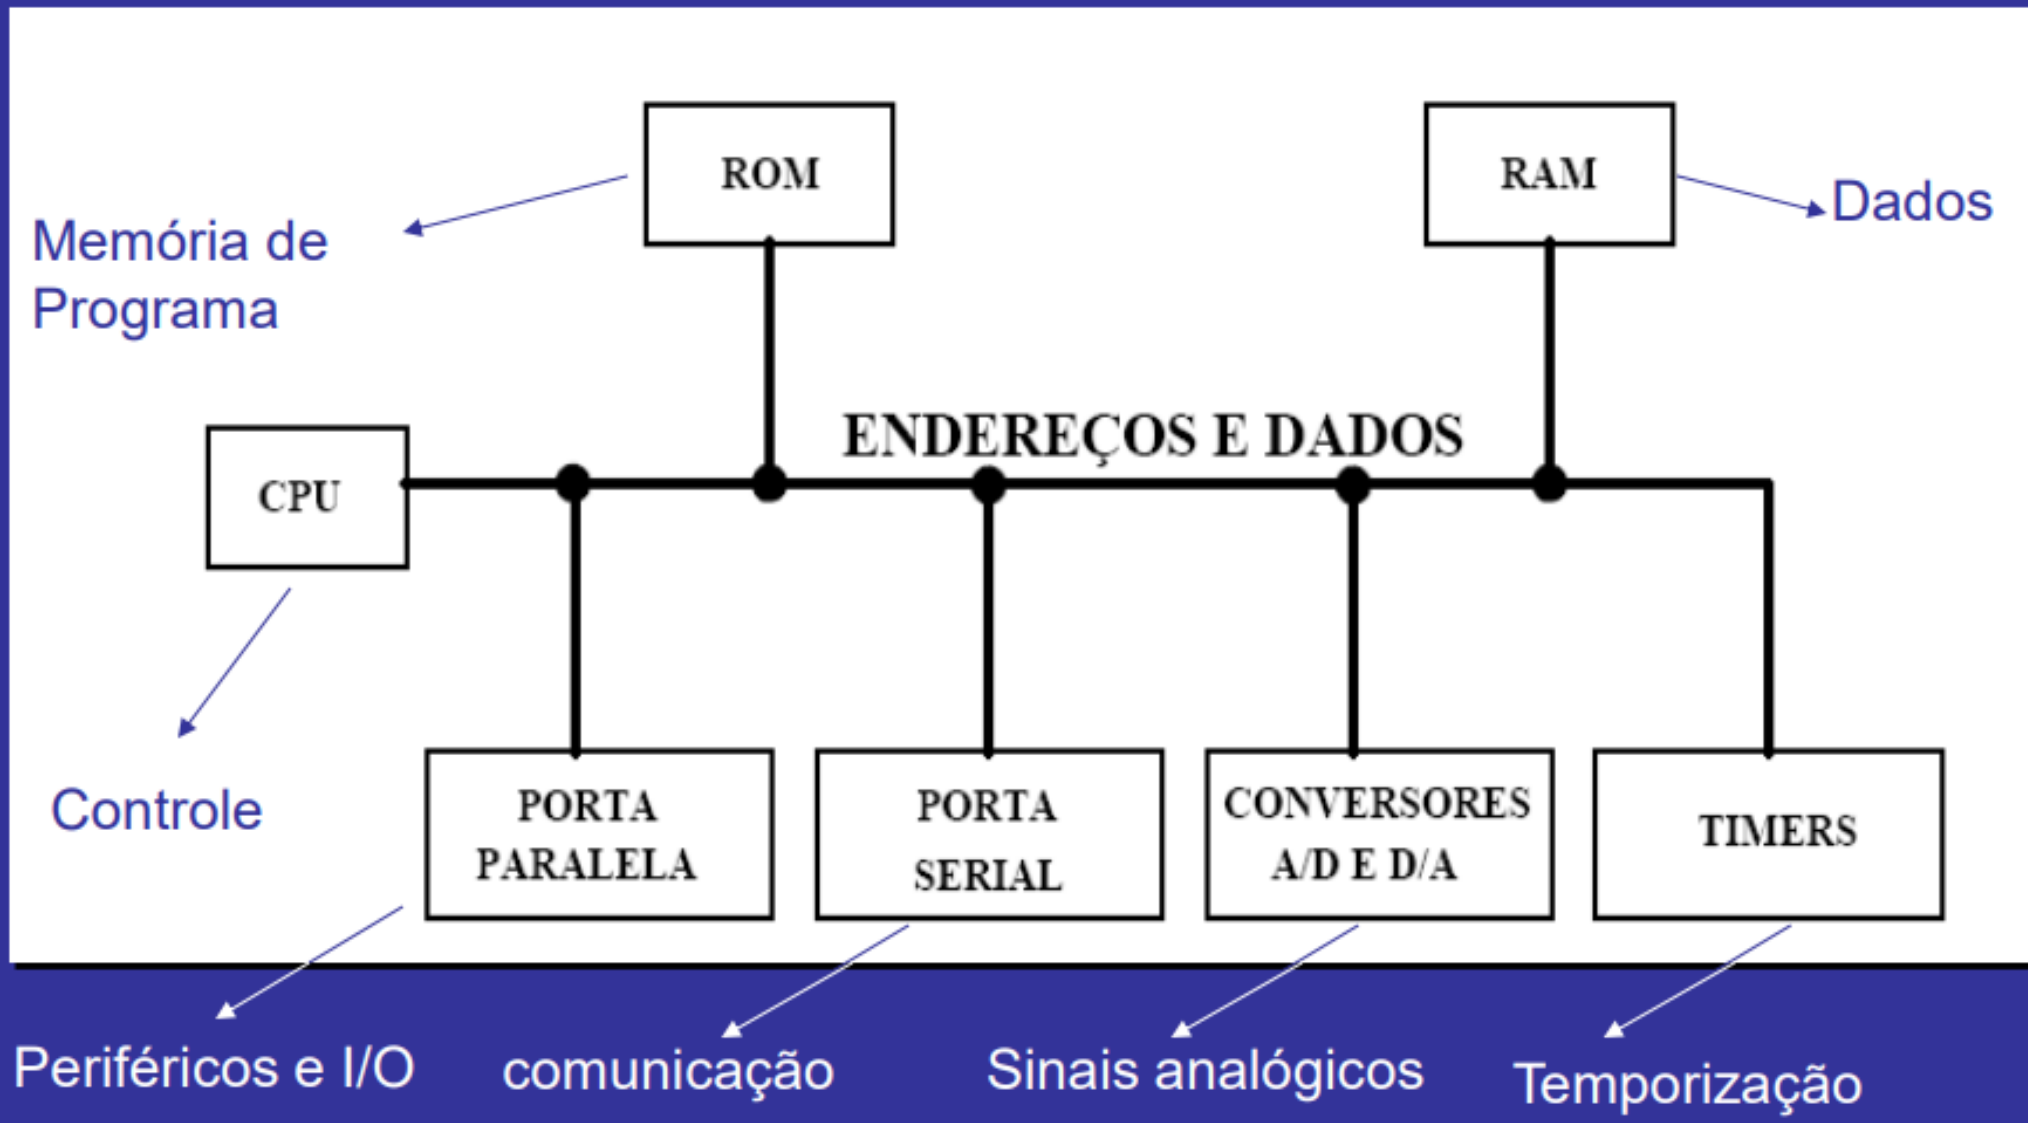 ROM
RAM
Dados
Memória de
Programa
ENDEREÇOS E DADOS
CPU
Controle
PORTA
PARALELA
PORTA
SERIAL
CONVERSORES
A/D E D/A
TIMERS
Periféricos e I/O
comunicação
Sinais analógicos
Temporização